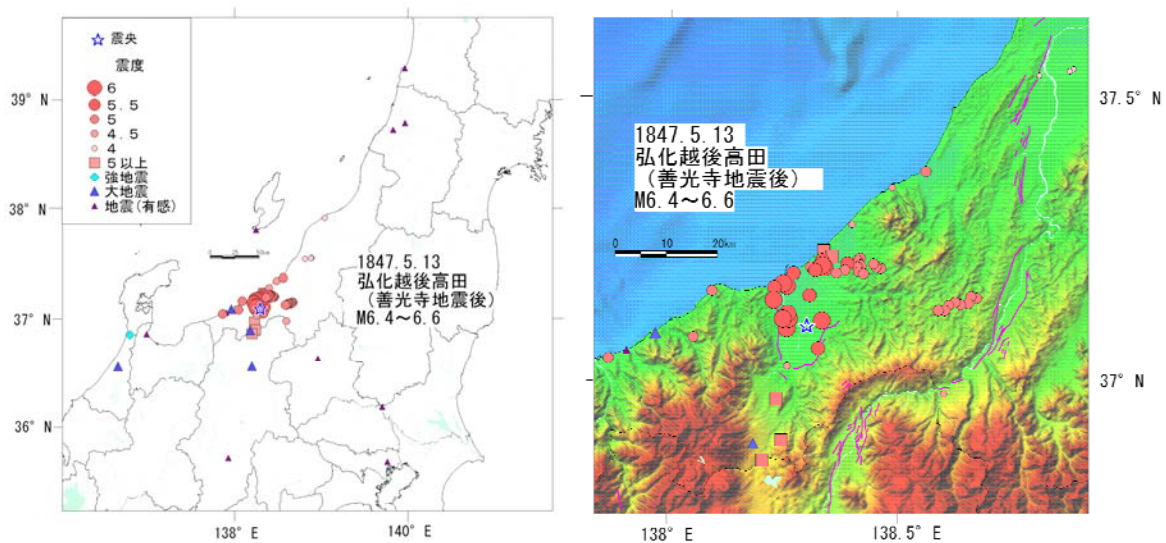 震央
震度
6
5.5
5
4.5
4
5以上
強地震
大地震
地震(有感)
39° N
38° N
37° N
36° N
138° E
140° E
1847.5.13
弘化越後高田
(善光寺地震後)
M6.4～6.6
1847.5.13
弘化越後高田
(善光寺地震後)
M6.4～6.6
0
10
20km
37.5° N
37° N
138° E
138.5° E